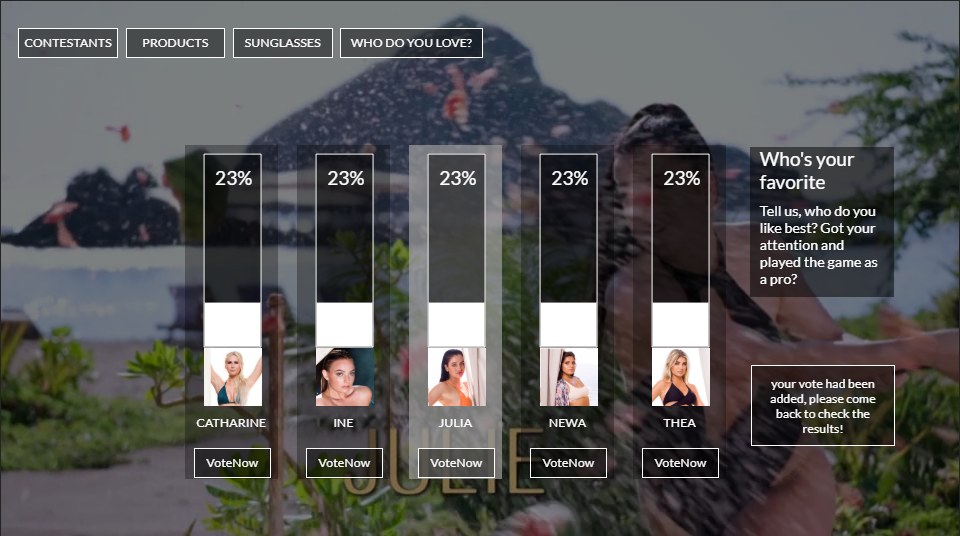 CONTESTANTS
PRODUCTS
SUNGLASSES
WHO DO YOU LOVE?
23%
23%
23%
23%
23%
CATHARINE
INE
JULIA
NEWA
THEA
VoteNow
VoteNow
VoteNow
VoteNow
VoteNow
JULIE
Who's your
favorite
Tell us, who do you
like best? Got your
attention and
played the game as
a pro?
your vote had been
added, please come
back to check the
results!